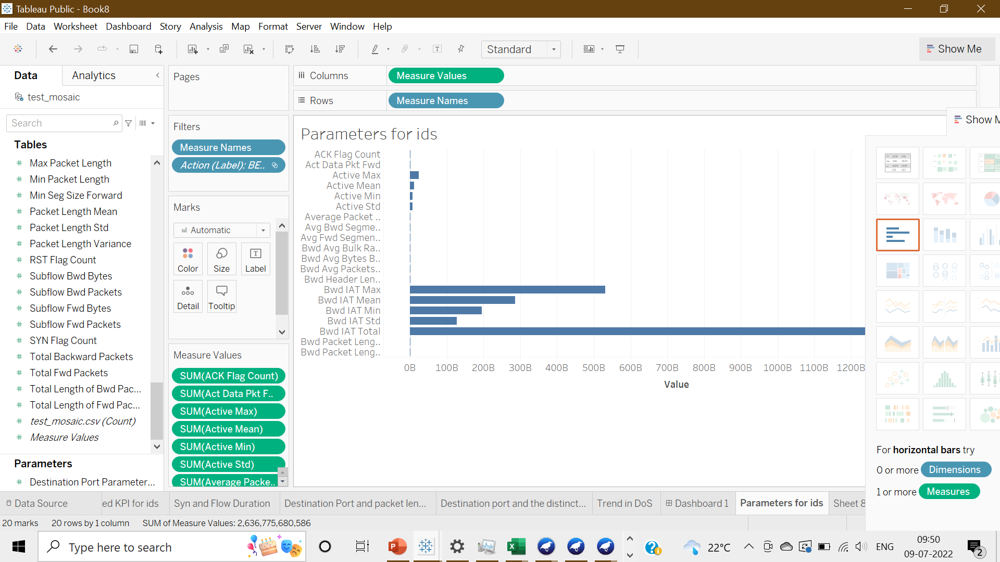 Tableau Public - Book8
File Data Worksheet Dashboard Story Analysis Map Format Server Window Help
Standard
Show Me
Data
Analytics
test_mosaic
Search
Tables
Max Packet Length
Min Packet Length
Min Seg Size Forward
Packet Length Mean
Packet Length Std
Packet Length Variance
RST Flag Count
Subflow Bwd Bytes
Subflow Bwd Packets
Subflow Fwd Bytes
Subflow Fwd Packets
SYN Flag Count
Total Backward Packets
Total Fwd Packets
Total Length of Bwd Pac...
Total Length of Fwd Pac...
test_mosaic.csv (Count)
Measure Values
Parameters
Destination Port Parameter...
Pages
Filters
Measure Names
Action (Label): BE..
Marks
Automatic
Color
Size
Label
Detail
Tooltip
Measure Values
SUM(ACK Flag Count)
SUM(Act Data Pkt F..
SUM(Active Max)
SUM(Active Mean)
SUM(Active Min)
SUM(Active Std)
SUM(Average Packe..
Columns
Measure Values
Rows
Measure Names
Parameters for ids
ACK Flag Count
Act Data Pkt Fwd
Active Max
Active Mean
Active Min
Active Std
Average Packet ..
Avg Bwd Segme..
Avg Fwd Segmen..
Bwd Avg Bulk Ra..
Bwd Avg Bytes B..
Bwd Avg Packets..
Bwd Header Len..
Bwd IAT Max
Bwd IAT Mean
Bwd IAT Min
Bwd IAT Std
Bwd IAT Total
Bwd Packet Leng..
Bwd Packet Leng..
0B 100B 200B 300B 400B 500B 600B 700B 800B 900B 1000B 1100B 1200B
Value
Show M
For horizontal bars try
0 or more Dimensions
1 or more Measures
Data Source
ed KPI for ids
Syn and Flow Duration
Destination Port and packet len...
Destination port and the distinct...
Trend in DoS
Dashboard 1
Parameters for ids
Sheet 8
20 marks 20 rows by 1 column SUM of Measure Values: 2,636,775,680,586
Type here to search
22°C
ENG
09:50
09-07-2022
2